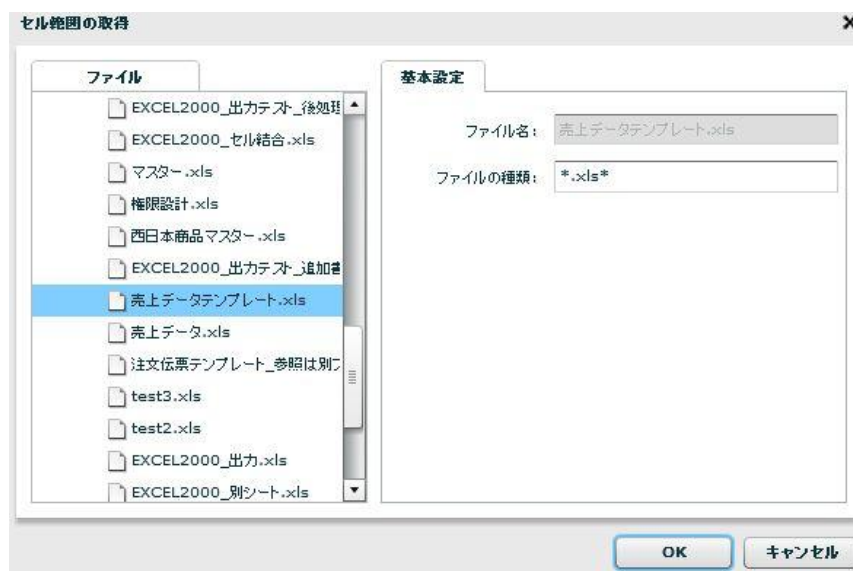 セル範囲の取得
ファイル
EXCEL2000_出力テスト_後処理
EXCEL2000_セル結合.xls
マスター.xls
権限設計.xls
西日本商品マスター.xls
EXCEL2000_出力テスト_追加書
売上データテンプレート.xls
売上データ.xls
注文伝票テンプレート_参照は別フ
test3.xls
test2.xls
EXCEL2000_出力.xls
EXCEL2000_別シート.xls
基本設定
ファイル名: 売上データテンプレート.xls
ファイルの種類: *.xls*
OK
キャンセル